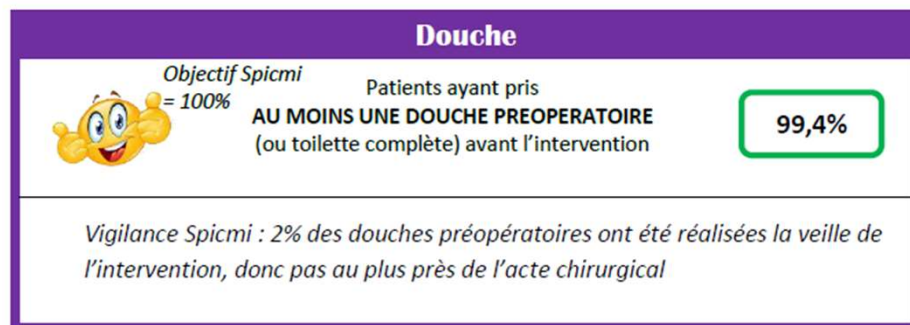 Douche
Objectif Spicmi
= 100%
Patients ayant pris
AU MOINS UNE DOUCHE PREOPERATOIRE
(ou toilette complète) avant l'intervention
99,4%
Vigilance Spicmi : 2% des douches préopératoires ont été réalisées la veille de
l'intervention, donc pas au plus près de l'acte chirurgical